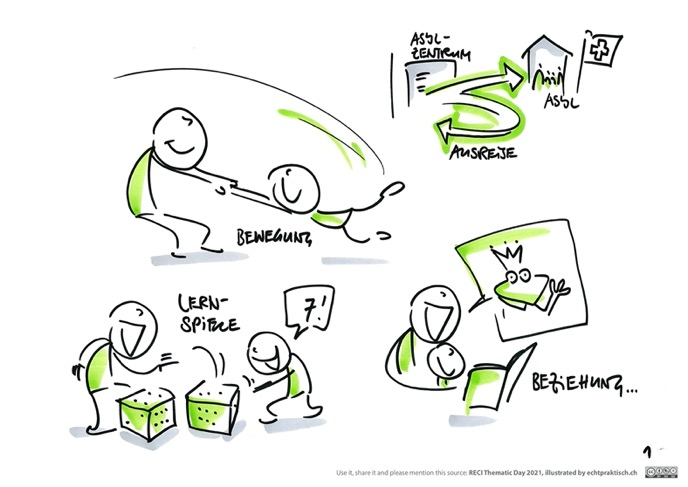 ASYL-
ZENTRUM
ASYL
AUSREISE
BEWEGUNG
LERN-
SPIELE
7!
BEZIEHUNG...
1
Use it, share it and please mention this source: RECI Thematic Day 2021, illustrated by echtpraktisch.ch